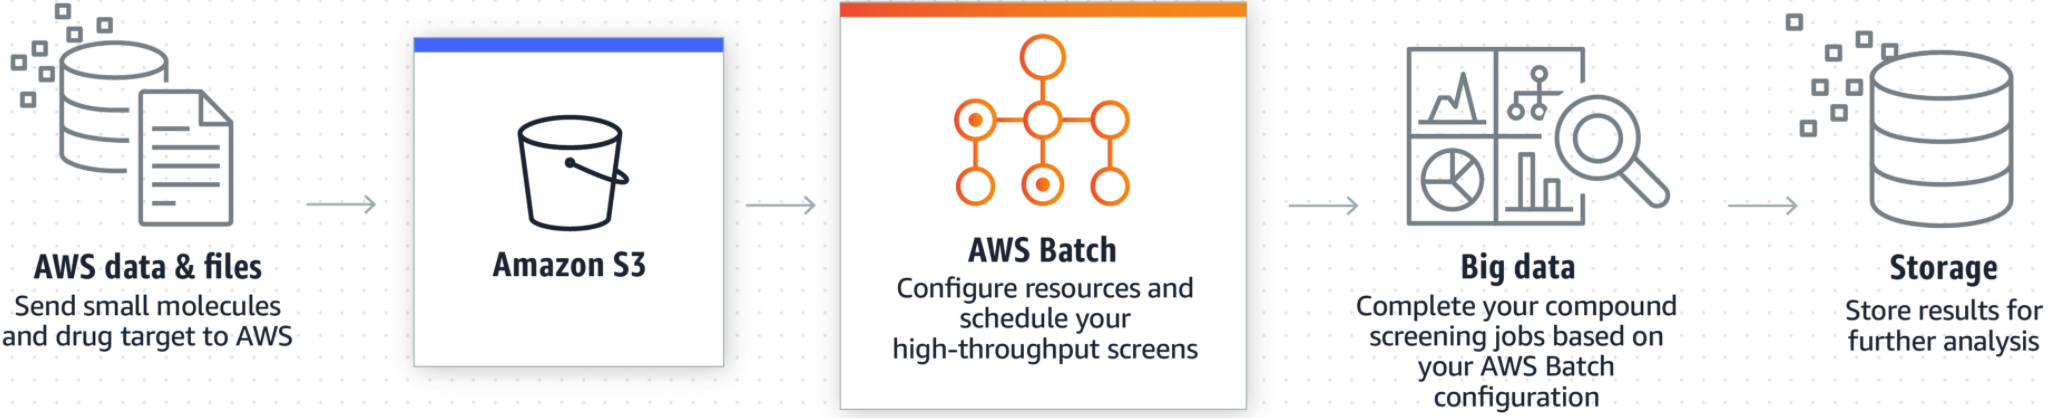 AWS data & files
Send small molecules
and drug target to AWS
Amazon S3
AWS Batch
Configure resources and
schedule your
high-throughput screens
Big data
Complete your compound
screening jobs based on
your AWS Batch
configuration
Storage
Store results for
further analysis